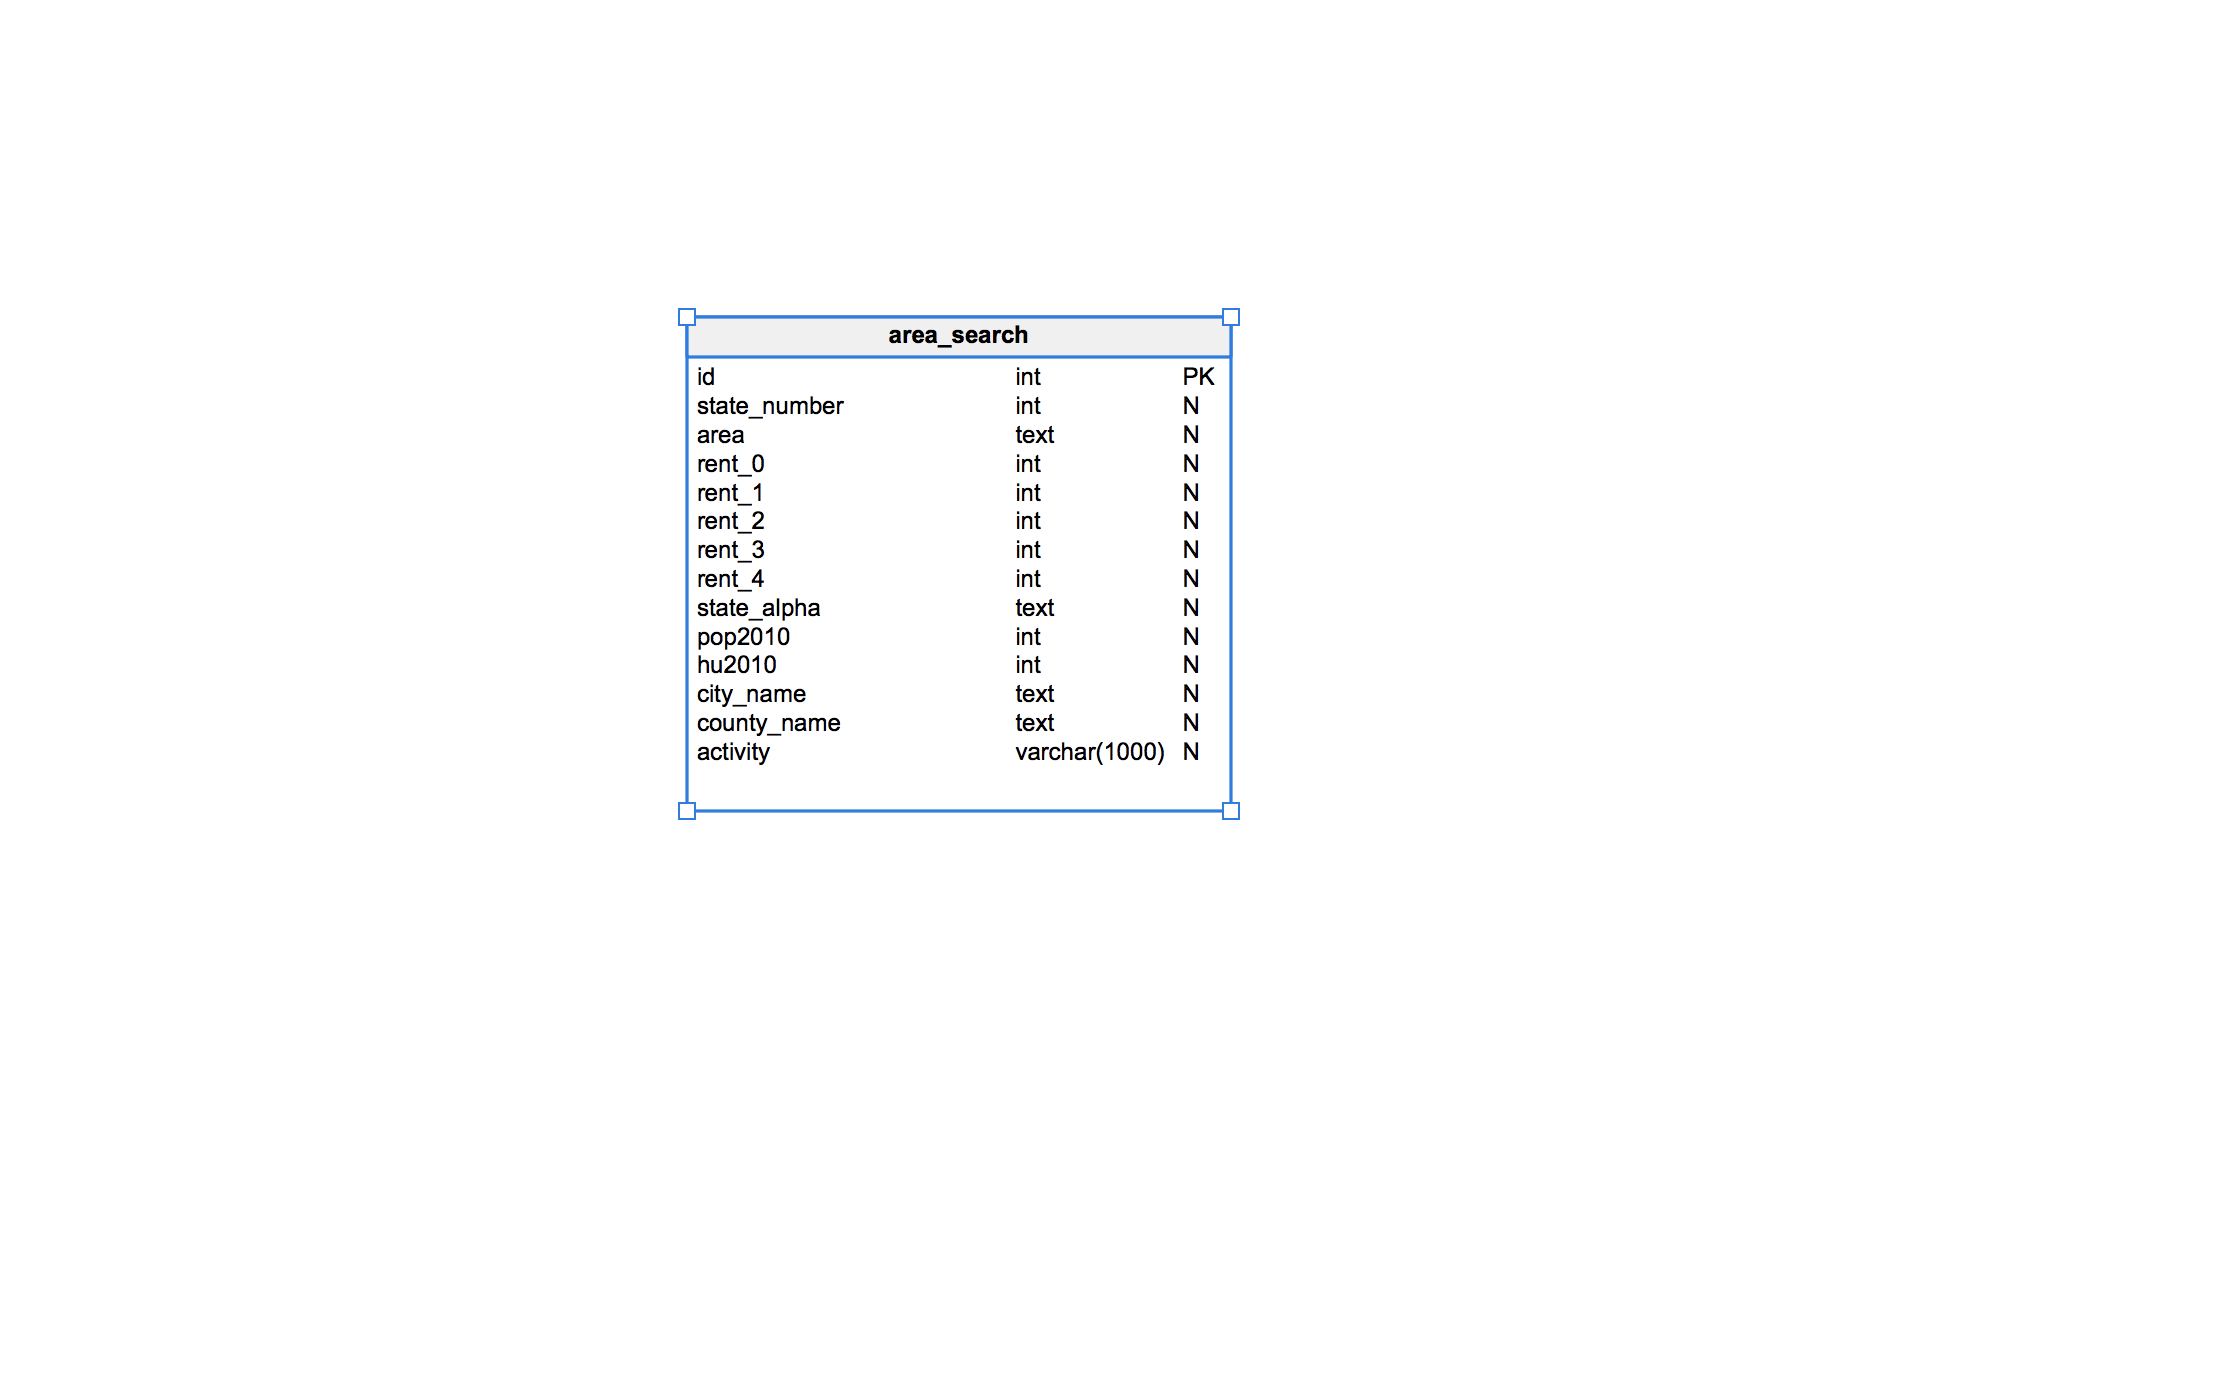 area_search
id int PK
state_number int N
area text N
rent_0 int N
rent_1 int N
rent_2 int N
rent_3 int N
rent_4 int N
state_alpha text N
pop2010 int N
hu2010 int N
city_name text N
county_name text N
activity varchar(1000) N